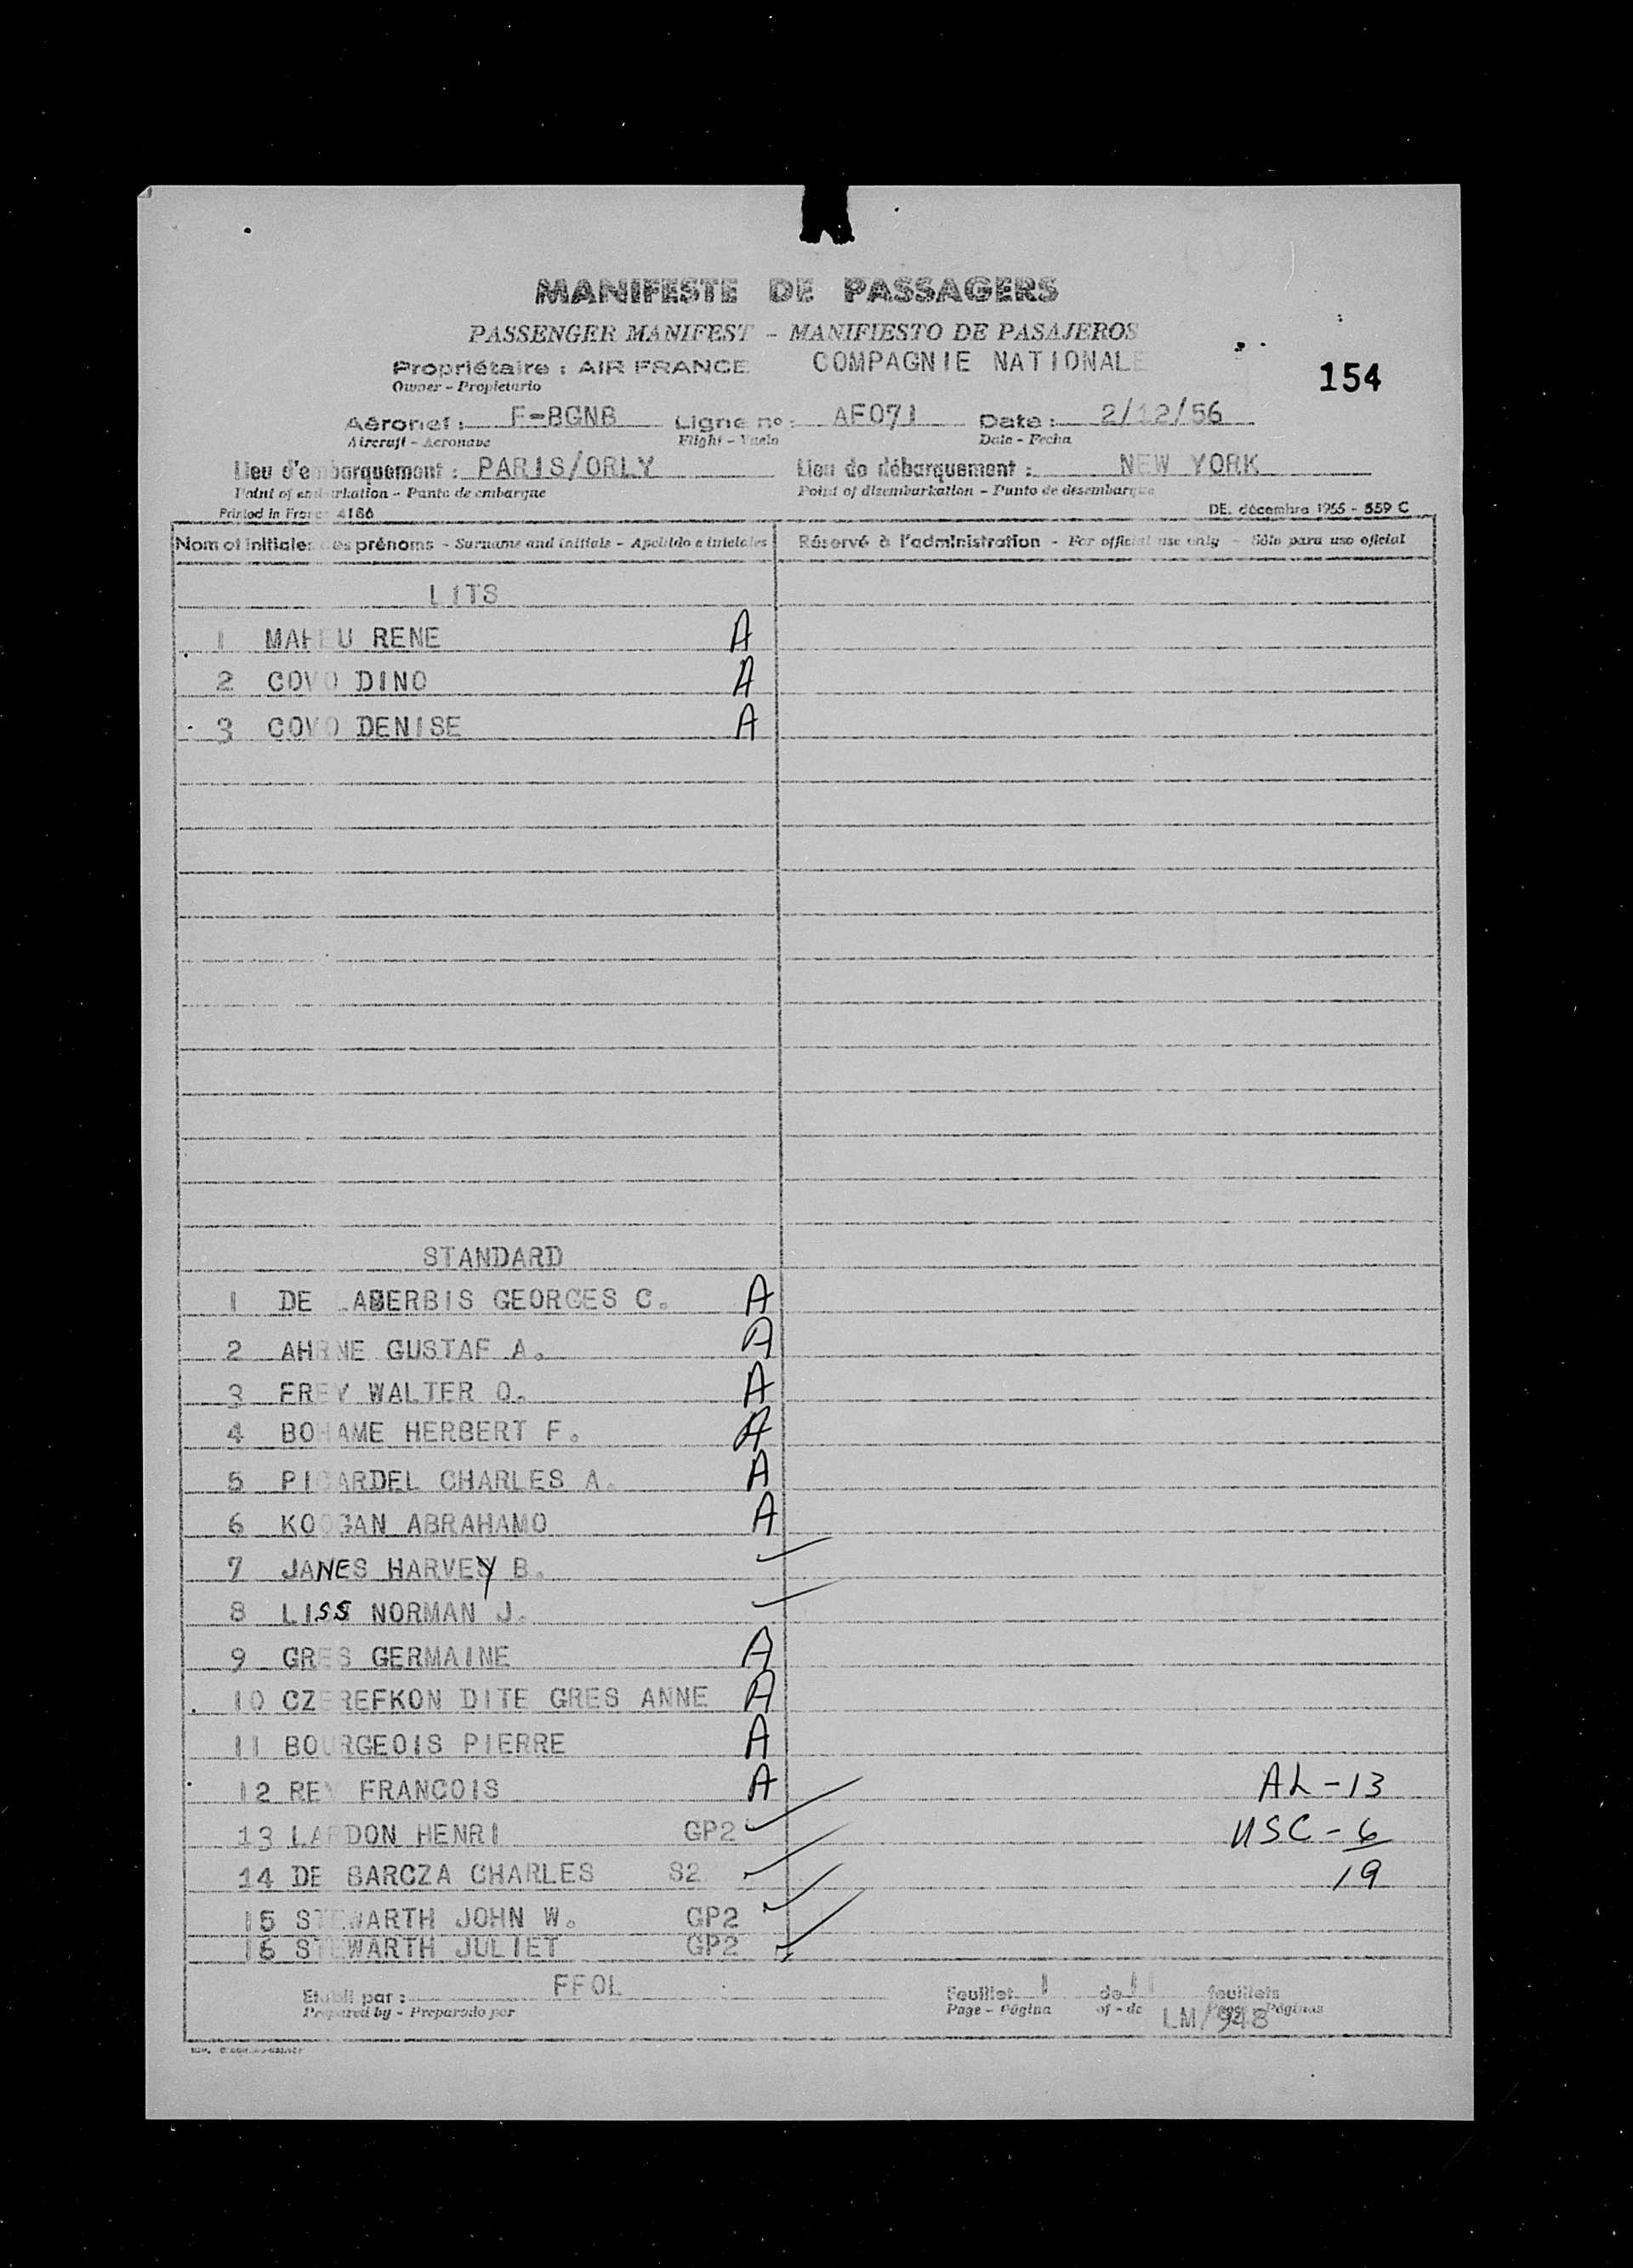 MANIFESTE DE PASSAGERS
PASSENGER MANIFEST - MANIFIESTO DE PASAJEROS
Propriétaire : AIR FRANCE COMPAGNIE NATIONALE
Owner - Propietario
154
Aéronef : F-BGNB Ligne no : AF071 Date : 2/12/56
Aircraft - Aeronave Flight - Vuelo Date - Fecha
Lieu d'embarquement : PARIS/ORLY Lieu de débarquement : NEW YORK
Point of embarkation - Punto de embarque Point of disembarkation - Punto de desembarque
Printed in France 4186 DE. décembre 1955 - 559 C
Nom et initiales des prénoms - Surname and initials - Apellido e iniciales Réservé à l'administration - For official use only - Sólo para uso oficial
LITS
1 MAHEU RENE A
2 COVO DINO A
3 COVO DENISE A
STANDARD
1 DE LABERBIS GEORGES C. A
2 AHRNE GUSTAF A. A
3 FREY WALTER O. A
4 BOHAME HERBERT F. A
5 PICARDEL CHARLES A. A
6 KOOGAN ABRAHAMO A
7 JANES HARVEY B.
8 LISS NORMAN J.
9 GRES GERMAINE A
10 CZEREFKON DITE GRES ANNE A
11 BOURGEOIS PIERRE A
12 REY FRANCOIS A AL - 13
13 LARDON HENRI GP2 USC - 6
14 DE BARCZA CHARLES S2 19
15 STEWARTH JOHN W. GP2
16 STEWARTH JULIET GP2
Etabli par : FFOL Feuillet 1 de feuillets
Prepared by - Preparado por Page - Página of - de Pages - Páginas
LM/948